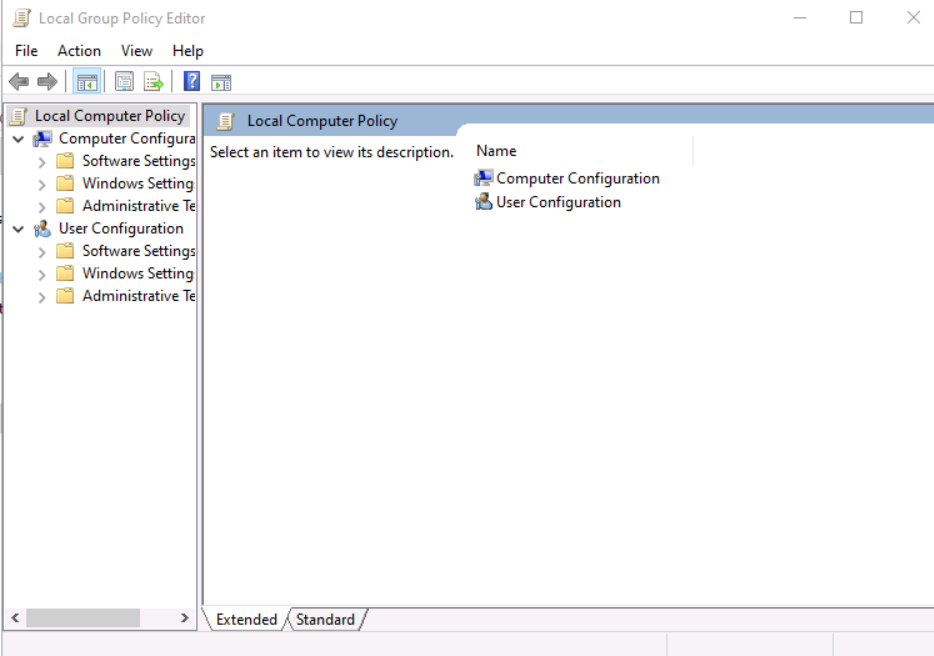 Local Group Policy Editor
File Action View Help
Local Computer Policy
Computer Configura
Software Settings
Windows Setting
Administrative Te
User Configuration
Software Settings
Windows Setting
Administrative Te
Local Computer Policy
Select an item to view its description.
Name
Computer Configuration
User Configuration
Extended Standard